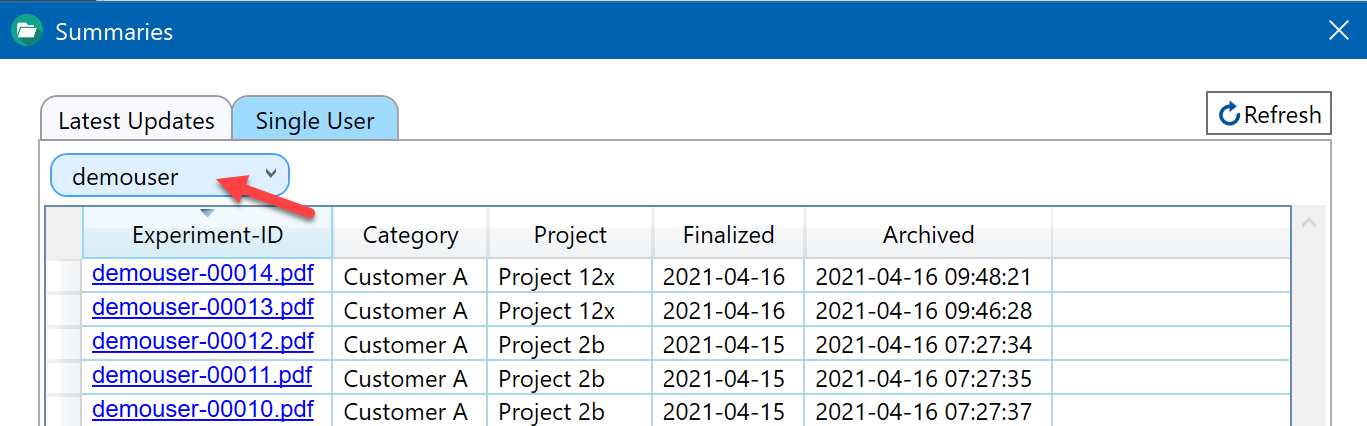 Summaries
Latest Updates Single User Refresh
demouser
Experiment-ID Category Project Finalized Archived
demouser-00014.pdf Customer A Project 12x 2021-04-16 2021-04-16 09:48:21
demouser-00013.pdf Customer A Project 12x 2021-04-16 2021-04-16 09:46:28
demouser-00012.pdf Customer A Project 2b 2021-04-15 2021-04-16 07:27:34
demouser-00011.pdf Customer A Project 2b 2021-04-15 2021-04-16 07:27:35
demouser-00010.pdf Customer A Project 2b 2021-04-15 2021-04-16 07:27:37